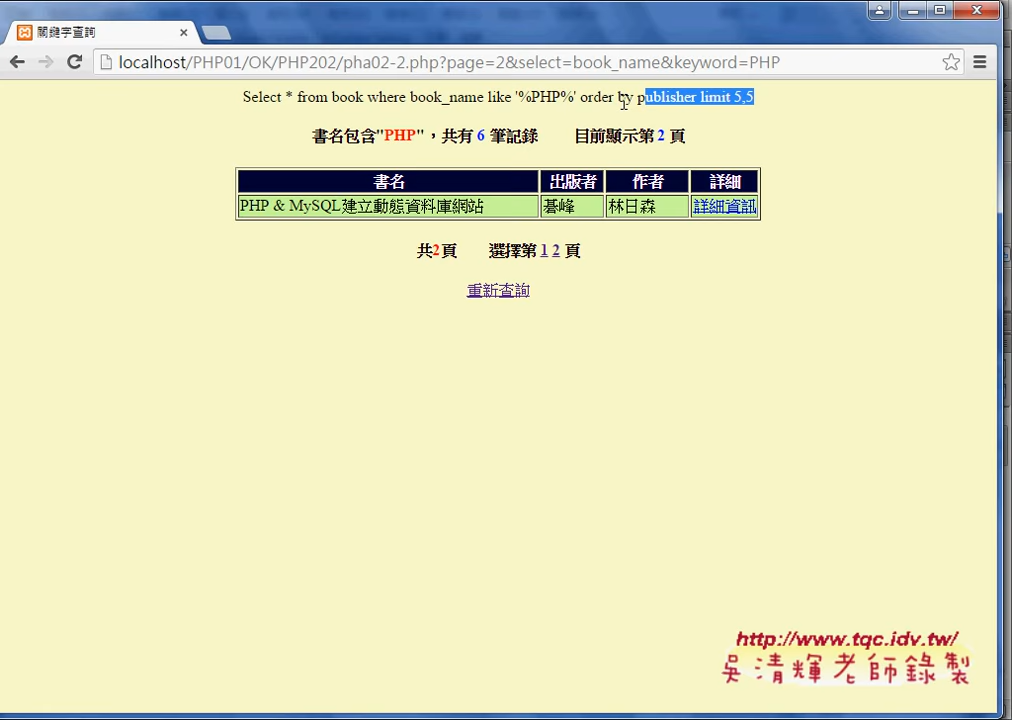 關鍵字查詢
localhost/PHP01/OK/PHP202/pha02-2.php?page=2&select=book_name&keyword=PHP
Select * from book where book_name like '%PHP%' order by publisher limit 5,5
書名包含"PHP"，共有 6 筆記錄 目前顯示第 2 頁
書名 出版者 作者 詳細
PHP & MySQL建立動態資料庫網站 碁峰 林日森 詳細資訊
共2頁 選擇第 1 2 頁
重新查詢
http://www.tqc.idv.tw/
吳清輝老師錄製